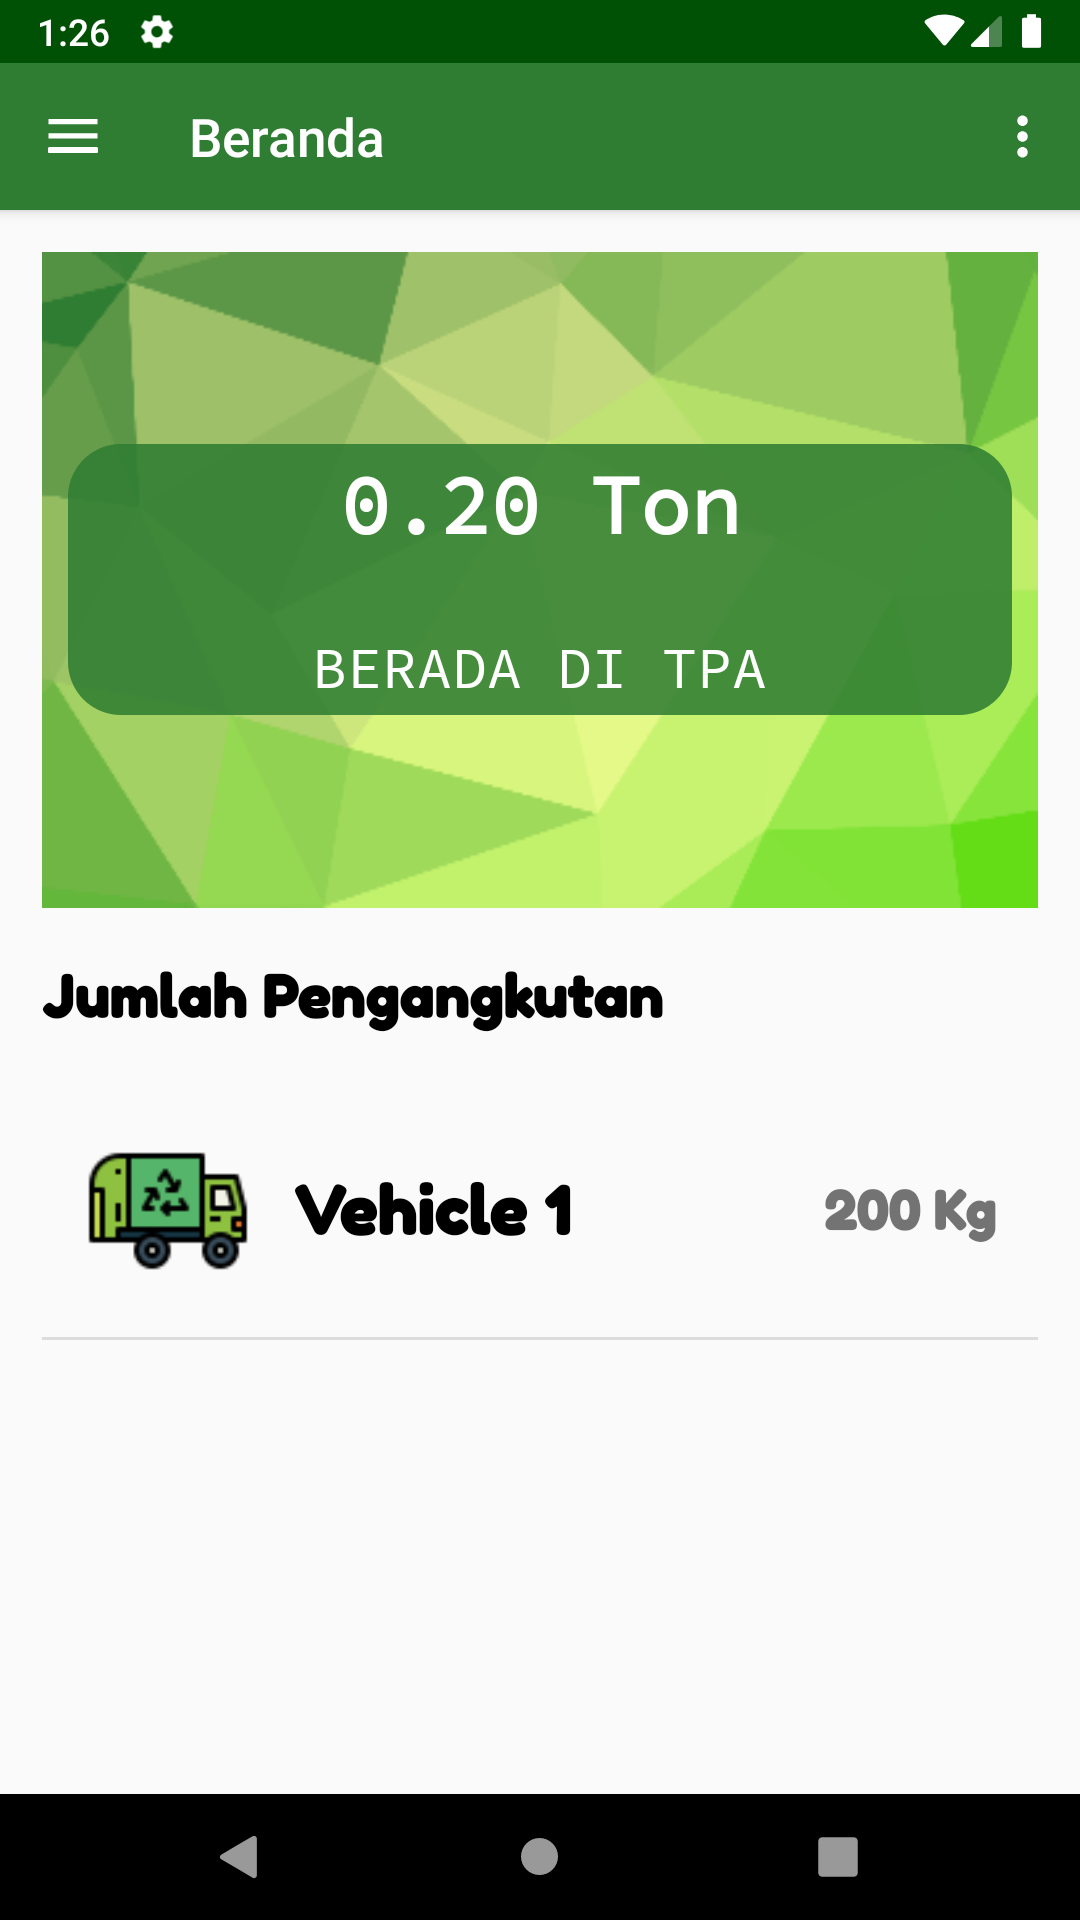 1:26
Beranda
0.20 Ton
BERADA DI TPA
Jumlah Pengangkutan
Vehicle 1
200 Kg